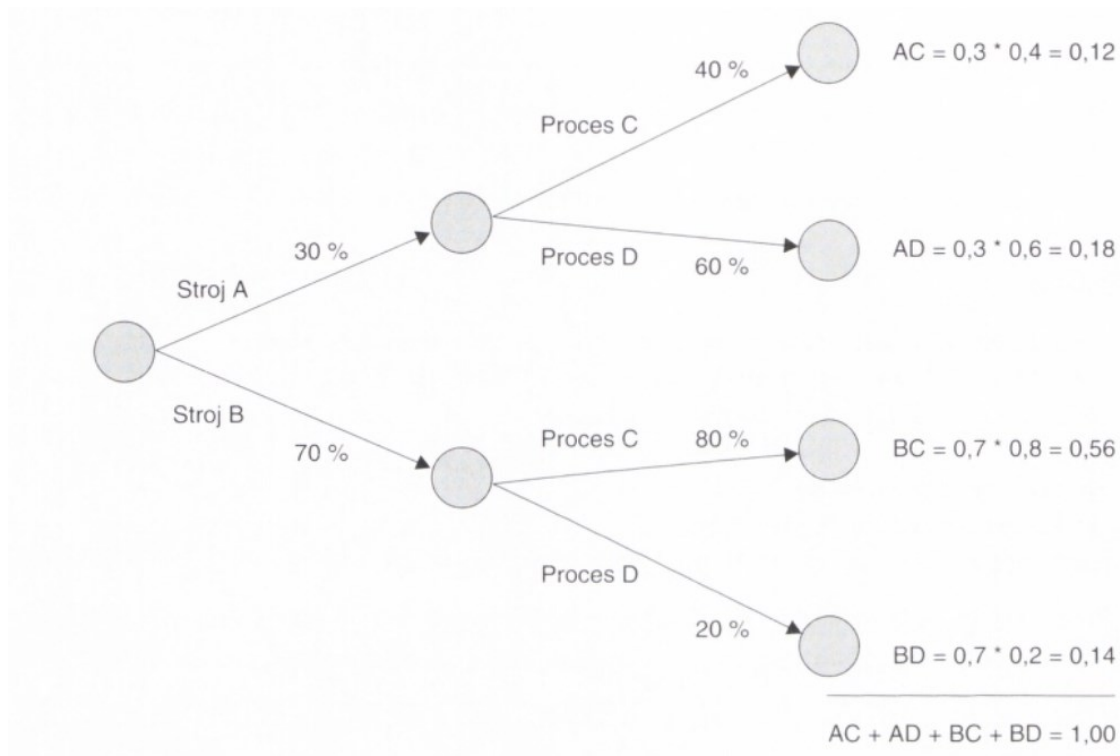 40 %
AC = 0,3 * 0,4 = 0,12
Proces C
30 %
Proces D
60 %
AD = 0,3 * 0,6 = 0,18
Stroj A
Stroj B
70 %
Proces C
80 %
BC = 0,7 * 0,8 = 0,56
Proces D
20 %
BD = 0,7 * 0,2 = 0,14
AC + AD + BC + BD = 1,00